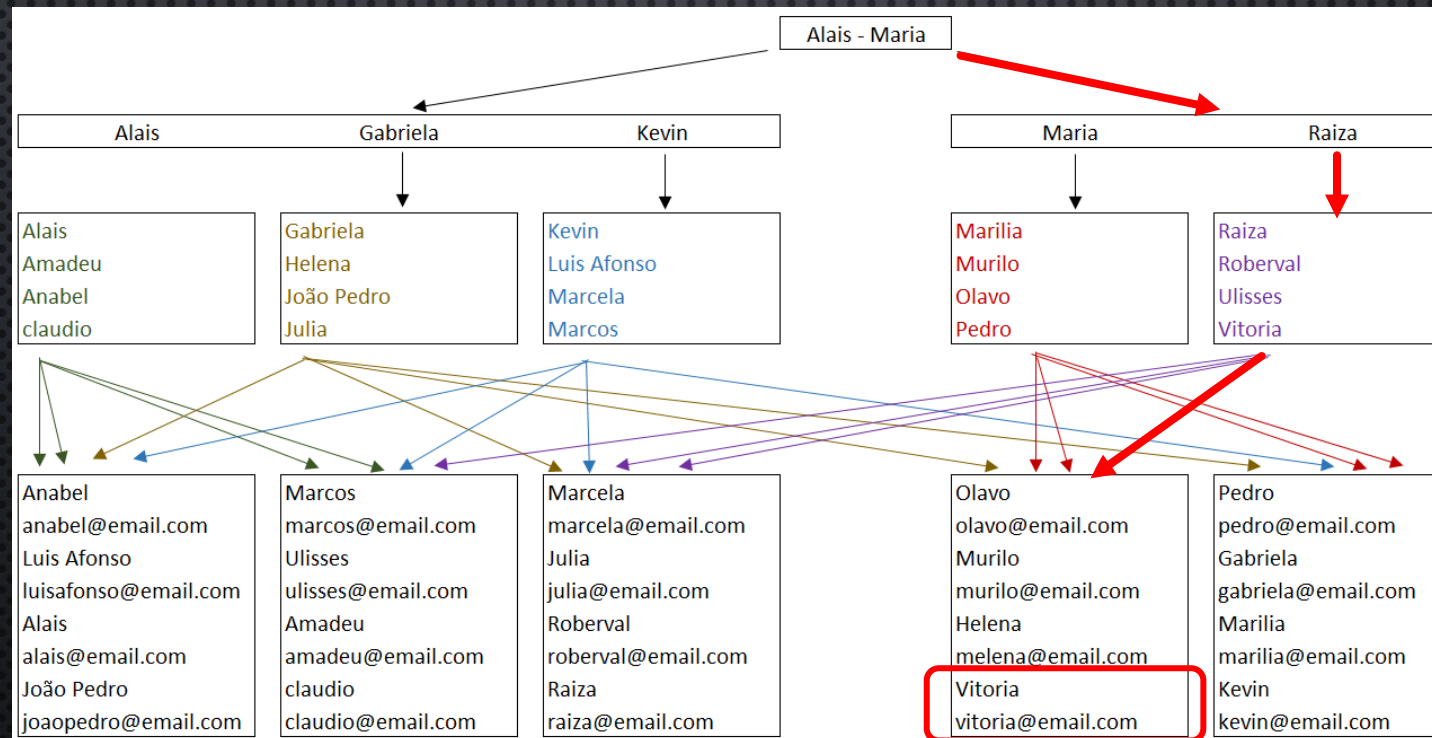 Alais - Maria
Alais Gabriela Kevin
Maria Raiza
Alais
Amadeu
Anabel
claudio
Gabriela
Helena
João Pedro
Julia
Kevin
Luis Afonso
Marcela
Marcos
Marilia
Murilo
Olavo
Pedro
Raiza
Roberval
Ulisses
Vitoria
Anabel
anabel@email.com
Luis Afonso
luisafonso@email.com
Alais
alais@email.com
João Pedro
joaopedro@email.com
Marcos
marcos@email.com
Ulisses
ulisses@email.com
Amadeu
amadeu@email.com
claudio
claudio@email.com
Marcela
marcela@email.com
Julia
julia@email.com
Roberval
roberval@email.com
Raiza
raiza@email.com
Olavo
olavo@email.com
Murilo
murilo@email.com
Helena
melena@email.com
Vitoria
vitoria@email.com
Pedro
pedro@email.com
Gabriela
gabriela@email.com
Marilia
marilia@email.com
Kevin
kevin@email.com